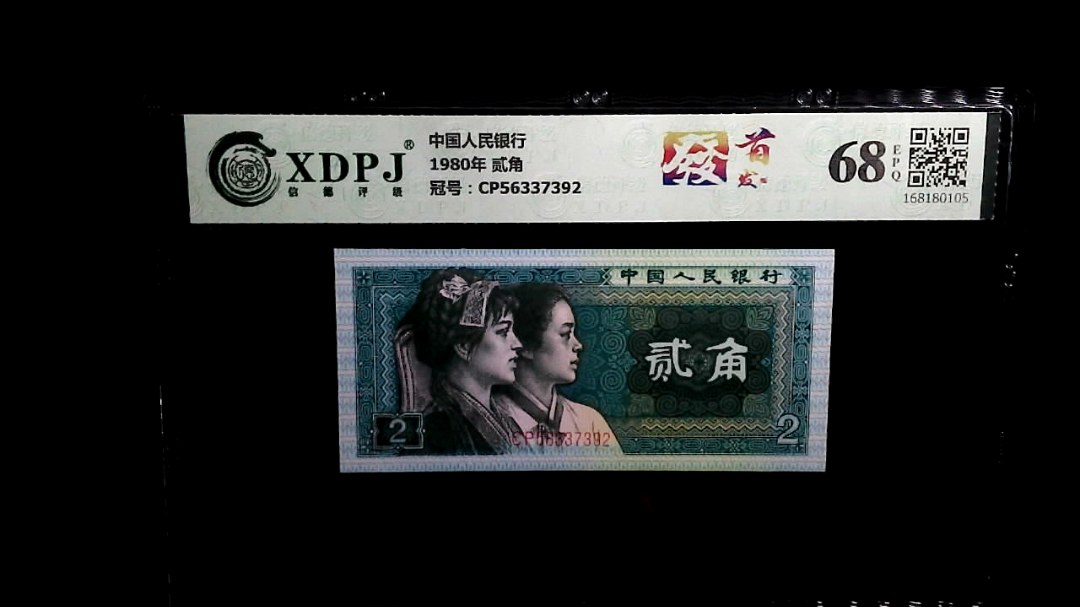 XDPJ®
信德评级
中国人民银行
1980年 贰角
冠号：CP56337392
首
发
68
EPQ
168180105
中国人民银行
贰角
2
2
CP56337392